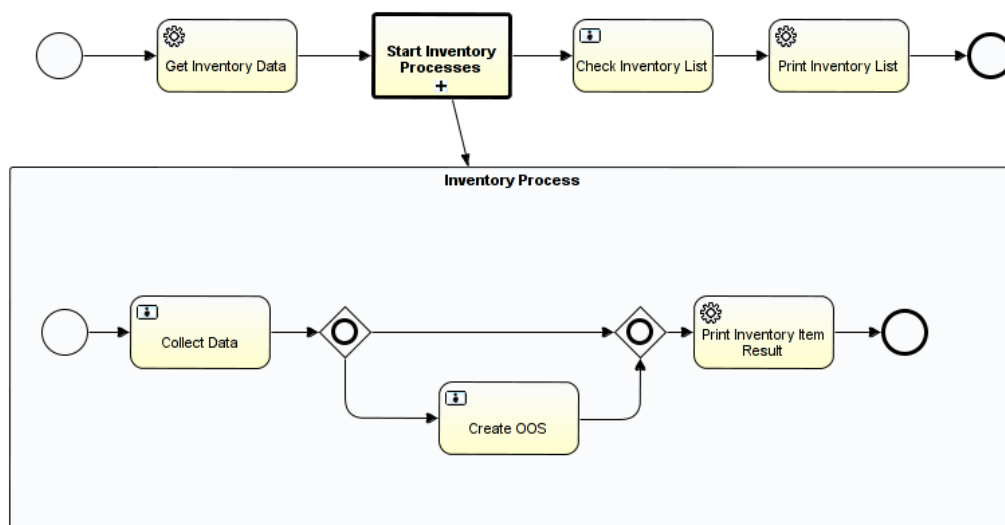 Get Inventory Data
Start Inventory
Processes
Check Inventory List
Print Inventory List
Inventory Process
Collect Data
Create OOS
Print Inventory Item
Result